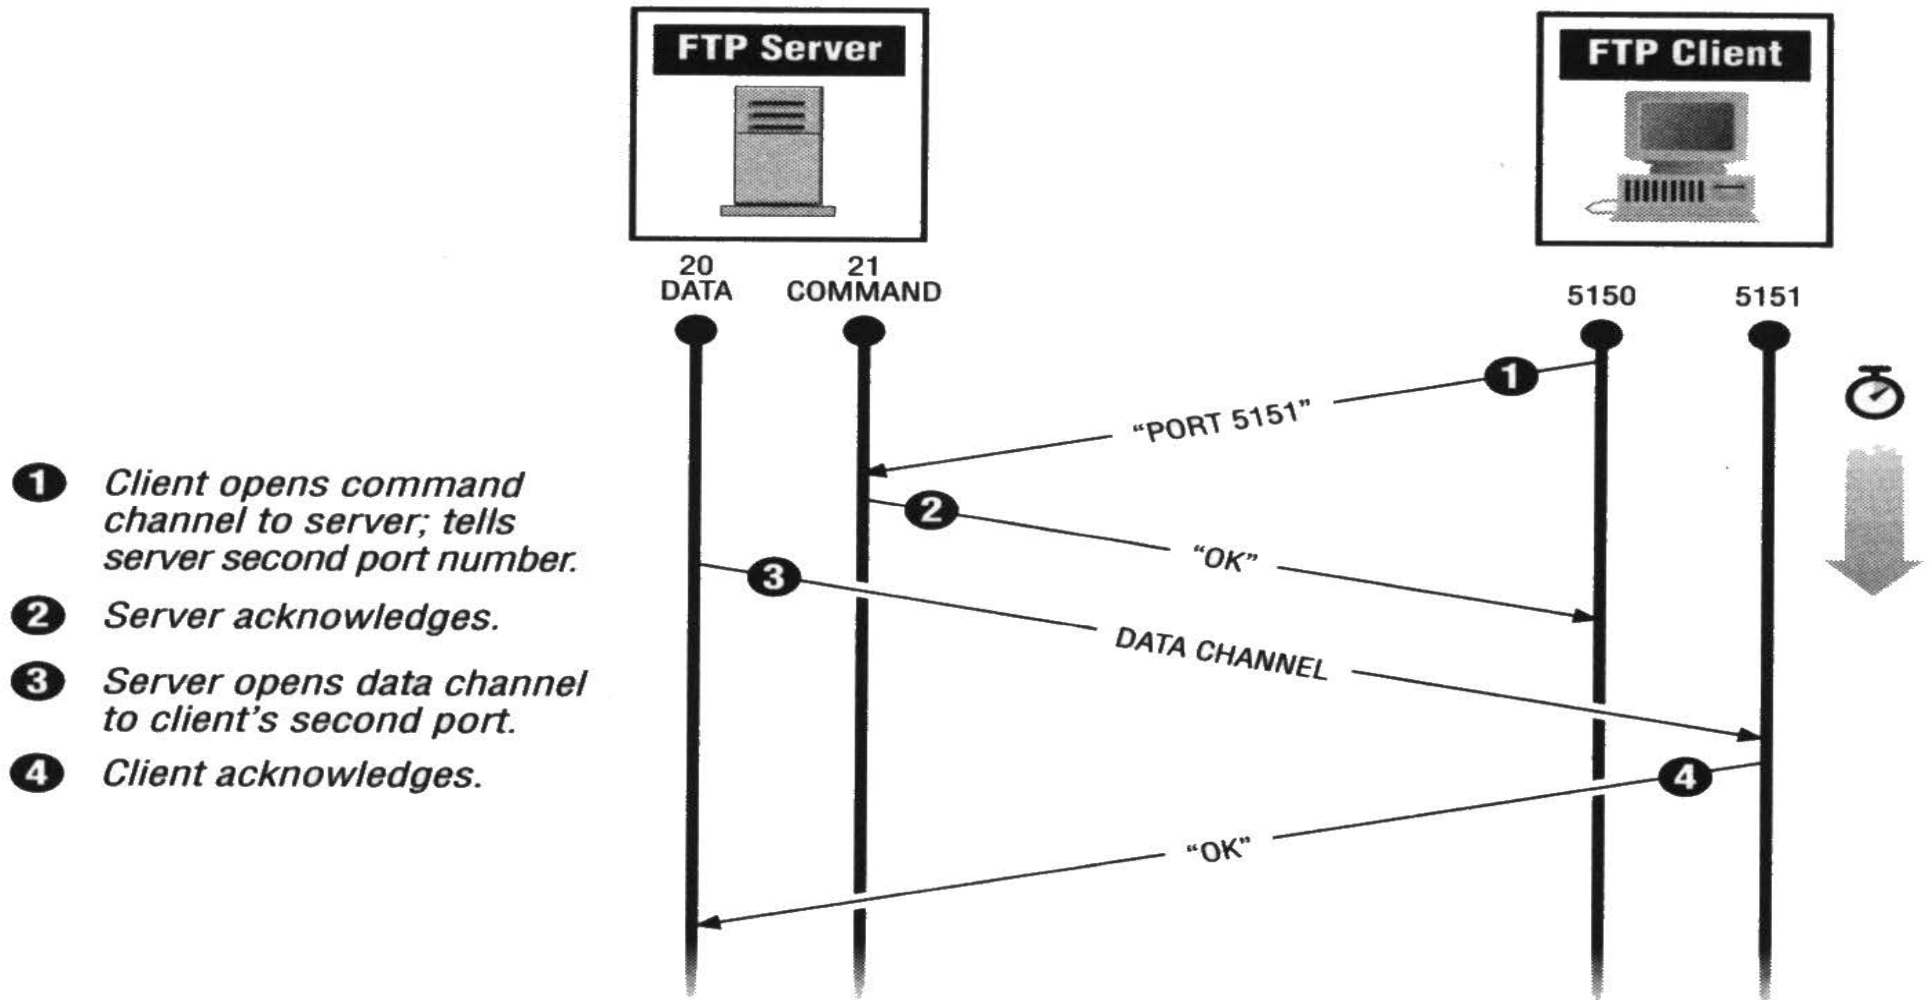 FTP Server
FTP Client
20
DATA
21
COMMAND
5150
5151
1
"PORT 5151"
2
"OK"
3
DATA CHANNEL
4
"OK"
1 Client opens command
channel to server; tells
server second port number.
2 Server acknowledges.
3 Server opens data channel
to client's second port.
4 Client acknowledges.